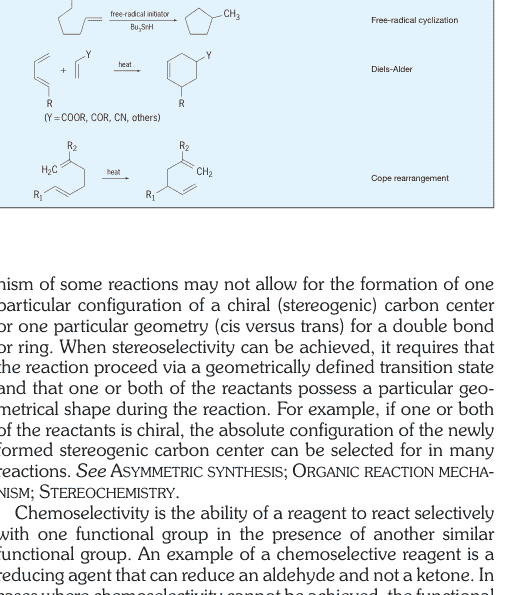 free-radical initiator
Bu3SnH
CH3
Free-radical cyclization
Y
Y
+
heat
Diels-Alder
R
R
(Y = COOR, COR, CN, others)
R2
R2
H2C
heat
CH2
Cope rearrangement
R1
R1
nism of some reactions may not allow for the formation of one
particular configuration of a chiral (stereogenic) carbon center
or one particular geometry (cis versus trans) for a double bond
or ring. When stereoselectivity can be achieved, it requires that
the reaction proceed via a geometrically defined transition state
and that one or both of the reactants possess a particular geo-
metrical shape during the reaction. For example, if one or both
of the reactants is chiral, the absolute configuration of the newly
formed stereogenic carbon center can be selected for in many
reactions. See ASYMMETRIC SYNTHESIS; ORGANIC REACTION MECHA-
NISM; STEREOCHEMISTRY.
Chemoselectivity is the ability of a reagent to react selectively
with one functional group in the presence of another similar
functional group. An example of a chemoselective reagent is a
reducing agent that can reduce an aldehyde and not a ketone. In
cases where chemoselectivity cannot be achieved, the functional